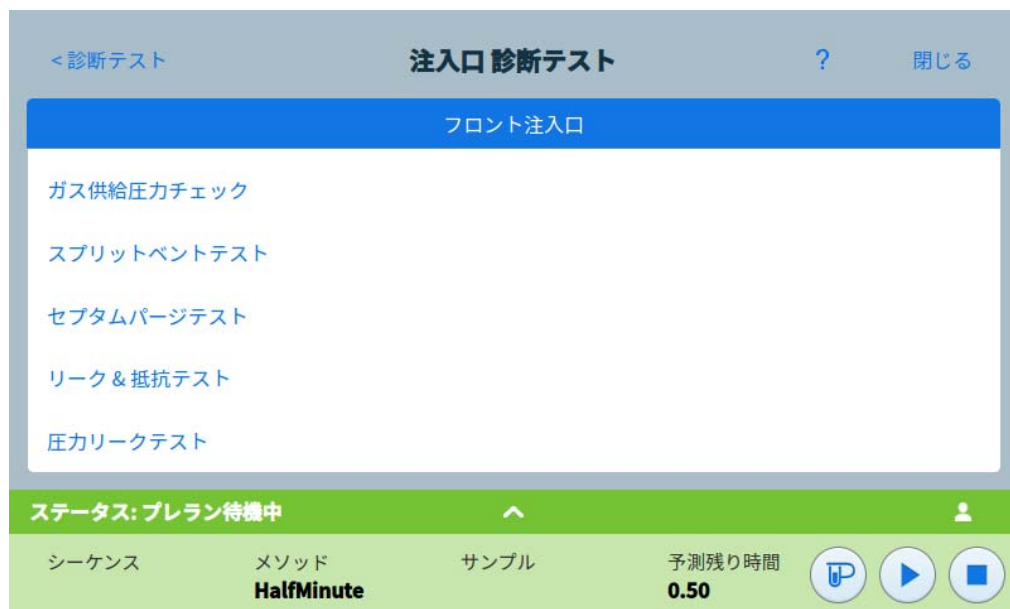 <診断テスト 注入口 診断テスト ? 閉じる
フロント注入口
ガス供給圧力チェック
スプリットベントテスト
セプタムパージテスト
リーク & 抵抗テスト
圧力リークテスト
ステータス: プレラン待機中
シーケンス メソッド サンプル 予測残り時間
HalfMinute 0.50